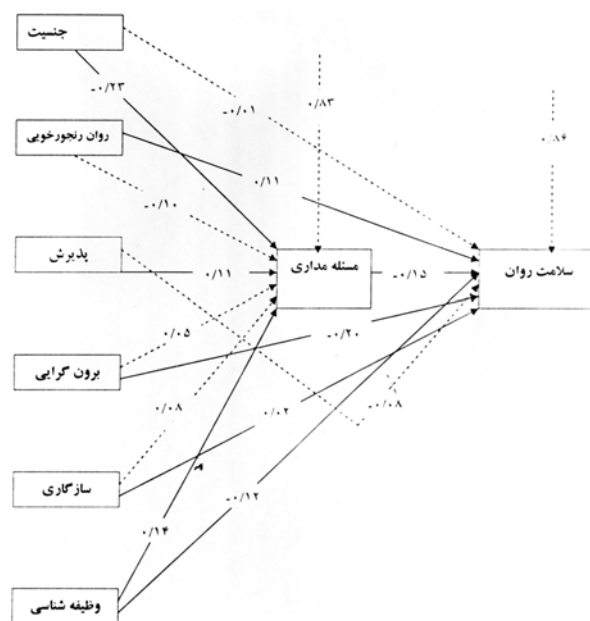 جنسیت
-۰/۲۳
-۰/۰۱
۰/۸۳
۰/۸۶
روان رنجورخویی
۰/۱۱
-۰/۱۰
پذیرش
۰/۱۱
مسئله مداری
-۰/۱۵
سلامت روان
۰/۰۵
-۰/۲۰
برون گرایی
۰/۰۸
۰/۰۲
-۰/۰۸
سازگاری
-۰/۱۲
۰/۱۴
وظیفه شناسی